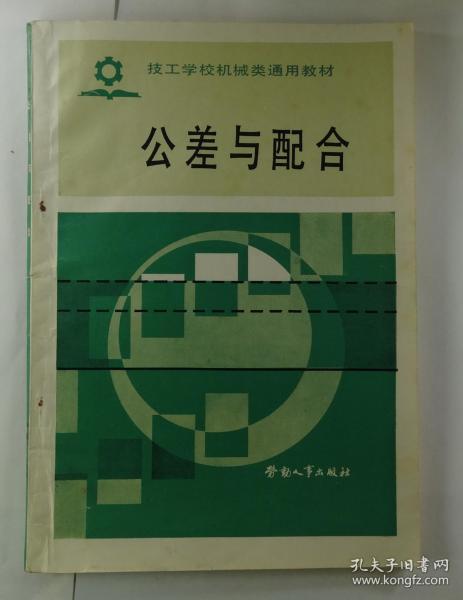 技工学校机械类通用教材
公差与配合
劳动人事出版社
孔夫子旧书网
www.kongfz.com